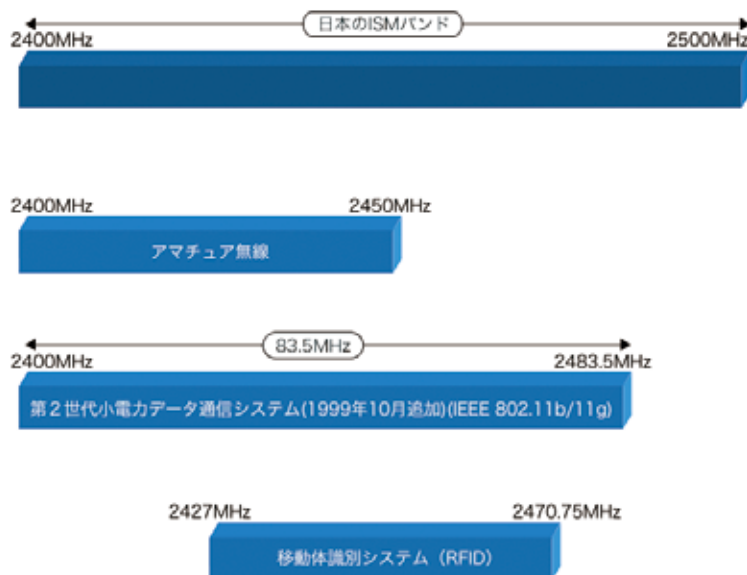 日本のISMバンド
2400MHz 2500MHz
2400MHz 2450MHz
アマチュア無線
83.5MHz
2400MHz 2483.5MHz
第2世代小電力データ通信システム(1999年10月追加)(IEEE 802.11b/11g)
2427MHz 2470.75MHz
移動体識別システム（RFID）